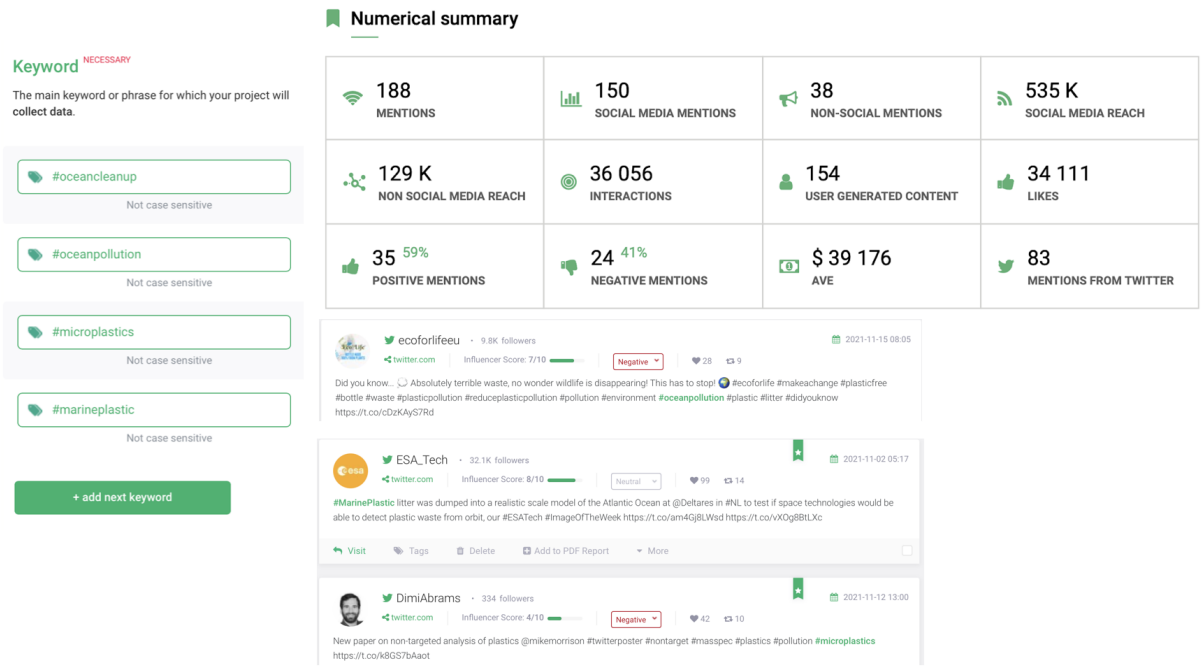 Numerical summary
Keyword NECESSARY
The main keyword or phrase for which your project will
collect data.
#oceancleanup
Not case sensitive
#oceanpollution
Not case sensitive
#microplastics
Not case sensitive
#marineplastic
Not case sensitive
+ add next keyword
188
MENTIONS
150
SOCIAL MEDIA MENTIONS
38
NON-SOCIAL MENTIONS
535 K
SOCIAL MEDIA REACH
129 K
NON SOCIAL MEDIA REACH
36 056
INTERACTIONS
154
USER GENERATED CONTENT
34 111
LIKES
35 59%
POSITIVE MENTIONS
24 41%
NEGATIVE MENTIONS
$ 39 176
AVE
83
MENTIONS FROM TWITTER
ecoforlifeeu • 9.8K followers 2021-11-15 08:05
twitter.com Influencer Score: 7/10 Negative 28 9
Did you know... Absolutely terrible waste, no wonder wildlife is disappearing! This has to stop! #ecoforlife #makeachange #plasticfree
#bottle #waste #plasticpollution #reduceplasticpollution #pollution #environment #oceanpollution #plastic #litter #didyouknow
https://t.co/cDzKAyS7Rd
esa
ESA_Tech • 32.1K followers 2021-11-02 05:17
twitter.com Influencer Score: 8/10 Neutral 99 14
#MarinePlastic litter was dumped into a realistic scale model of the Atlantic Ocean at @Deltares in #NL to test if space technologies would be
able to detect plastic waste from orbit, our #ESATech #ImageOfTheWeek https://t.co/am4Gj8LWsd https://t.co/vXOg8BtLXc
Visit Tags Delete Add to PDF Report More
DimiAbrams • 334 followers 2021-11-12 13:00
twitter.com Influencer Score: 4/10 Negative 42 10
New paper on non-targeted analysis of plastics @mikemorrison #twitterposter #nontarget #masspec #plastics #pollution #microplastics
https://t.co/k8GS7bAaot